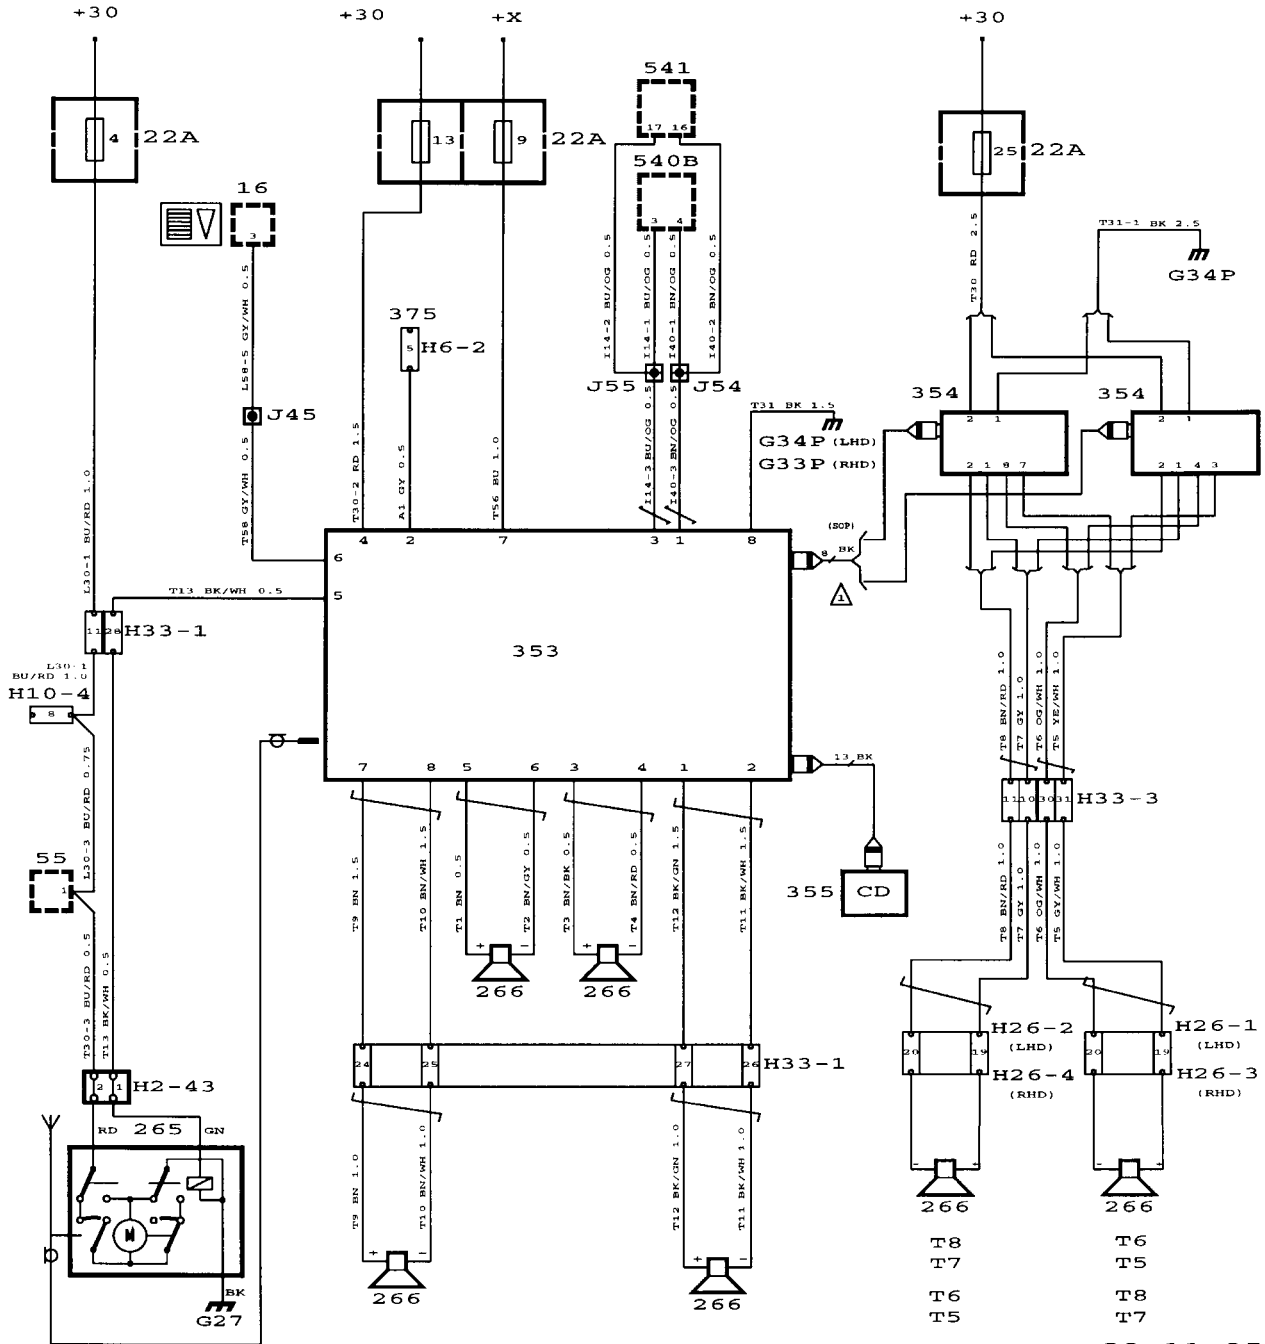 +30
+30
+X
+30
4
22A
13
9
22A
541
17 16
540B
3 4
25
22A
16
3
T30 RD 2.5
T31-1 BK 2.5
G34P
L58-5 GY/WH 0.5
J45
T58 GY/WH 0.5
375
5
H6-2
A1 GY 0.5
T30-2 RD 1.5
T56 BU 1.0
I14-2 BU/OG 0.5
I14-1 BU/OG 0.5
I40-1 BN/OG 0.5
I40-2 BN/OG 0.5
J55
J54
I14-3 BU/OG 0.5
I40-3 BN/OG 0.5
T31 BK 1.5
G34P (LHD)
G33P (RHD)
354
354
2 1
2 1
2 1 8 7
2 1 4 3
L30-1 BU/RD 1.0
T13 BK/WH 0.5
4 2 7 3 1 8
6
5
353
(SOP)
8 BK
1
11 28
H33-1
L30-1
BU/RD 1.0
H10-4
8
L30-3 BU/RD 0.75
55
1
T30-3 BU/RD 0.5
T13 BK/WH 0.5
7 8 5 6 3 4 1 2
13 BK
355
CD
T9 BN 1.5
T10 BN/WH 1.5
T1 BN 0.5
T2 BN/GY 0.5
T3 BN/BK 0.5
T4 BN/RD 0.5
T12 BK/GN 1.5
T11 BK/WH 1.5
+ -
266
+ -
266
T8 BN/RD 1.0
T7 GY 1.0
T6 OG/WH 1.0
T5 YE/WH 1.0
11 10 30 31
H33-3
T8 BN/RD 1.0
T7 GY 1.0
T6 OG/WH 1.0
T5 GY/WH 1.0
24 25 27 26
H33-1
T9 BN 1.0
T10 BN/WH 1.0
T12 BK/GN 1.0
T11 BK/WH 1.0
+ -
266
+ -
266
20 19
H26-2
(LHD)
H26-4
(RHD)
20 19
H26-1
(LHD)
H26-3
(RHD)
- +
266
- +
266
T8
T7
T6
T5
T6
T5
T8
T7
2 1
H2-43
RD
265
GN
M
BK
G27